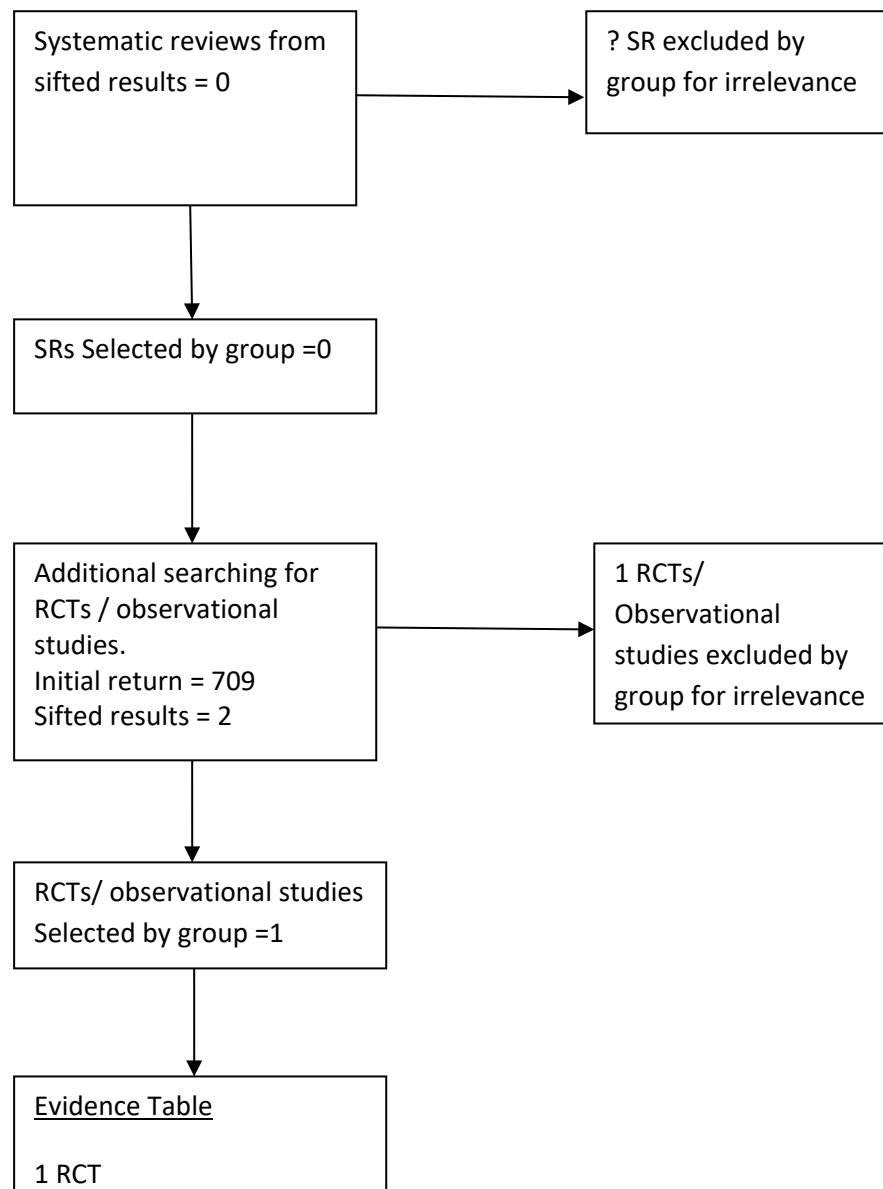 Systematic reviews from
sifted results = 0
? SR excluded by
group for irrelevance
SRs Selected by group =0
Additional searching for
RCTs / observational
studies.
Initial return = 709
Sifted results = 2
1 RCTs/
Observational
studies excluded by
group for irrelevance
RCTs/ observational studies
Selected by group =1
Evidence Table
1 RCT